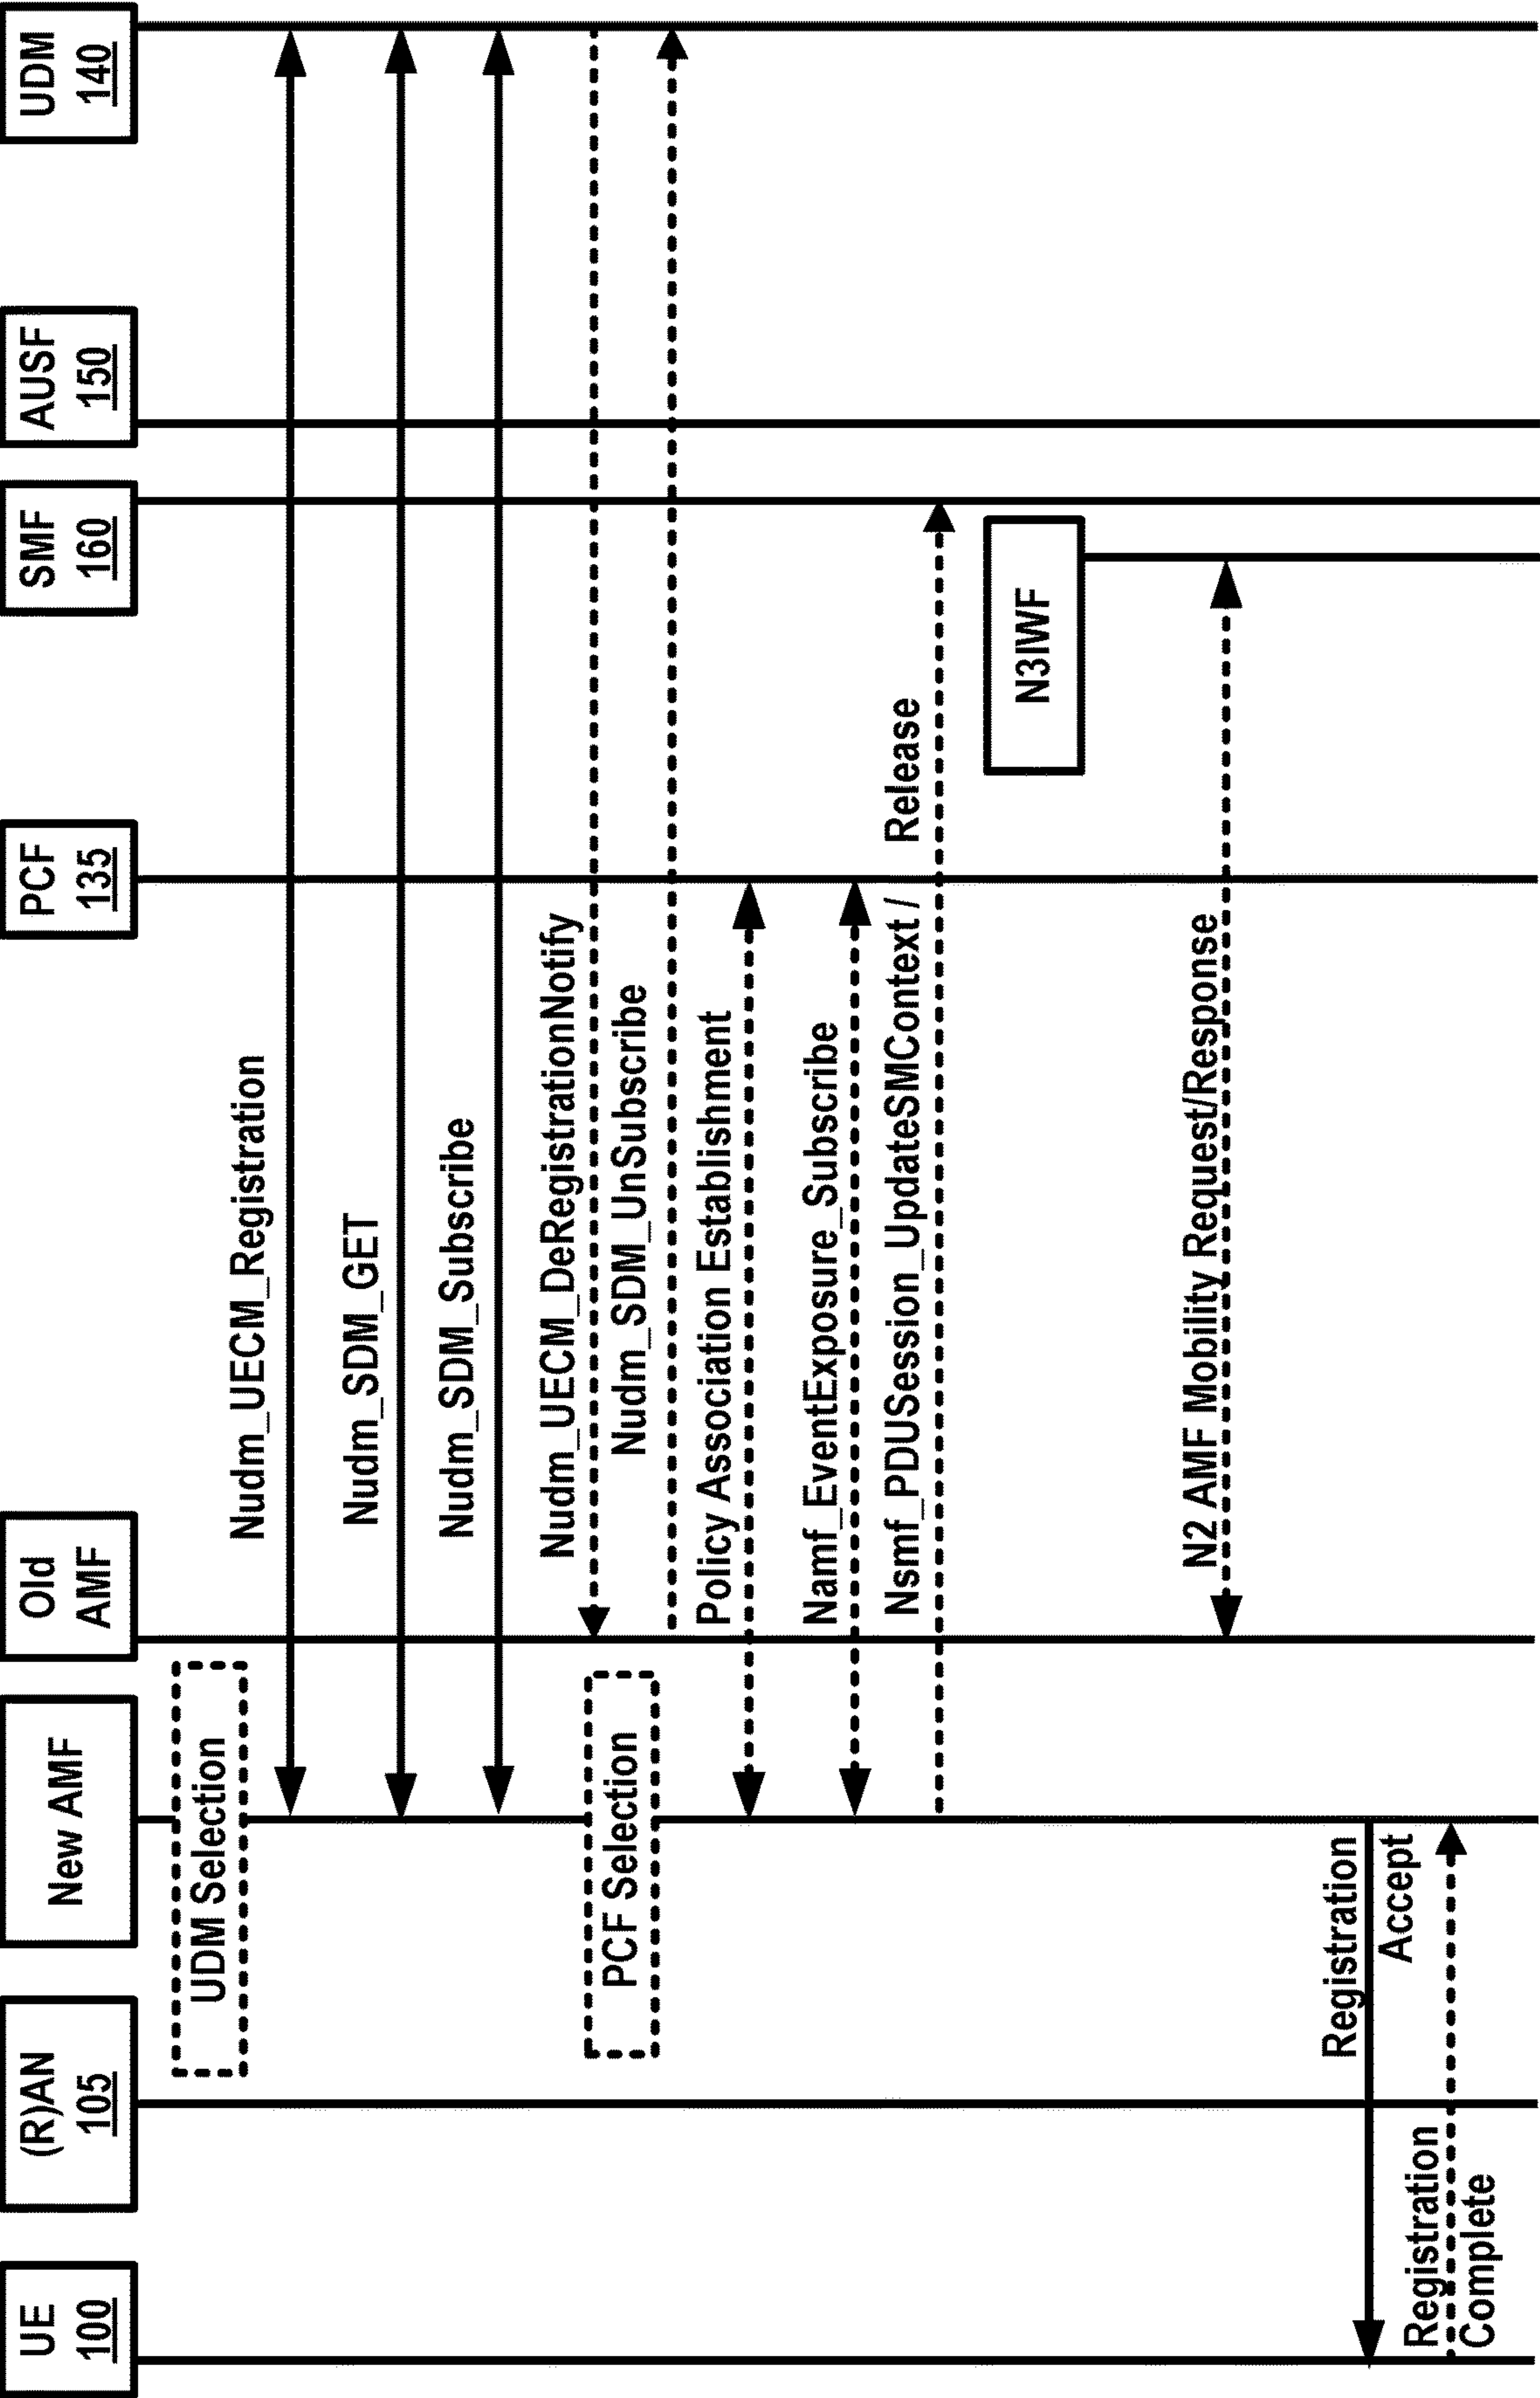 UE
100
(R)AN
105
New AMF
Old
AMF
PCF
135
SMF
160
AUSF
150
UDM
140
UDM Selection
Nudm_UECM_Registration
Nudm_SDM_GET
Nudm_SDM_Subscribe
Nudm_UECM_DeRegistrationNotify
PCF Selection
Nudm_SDM_UnSubscribe
Policy Association Establishment
Namf_EventExposure_Subscribe
Nsmf_PDUSession_UpdateSMContext / Release
N3IWF
N2 AMF Mobility Request/Response
Registration
Accept
Registration
Complete